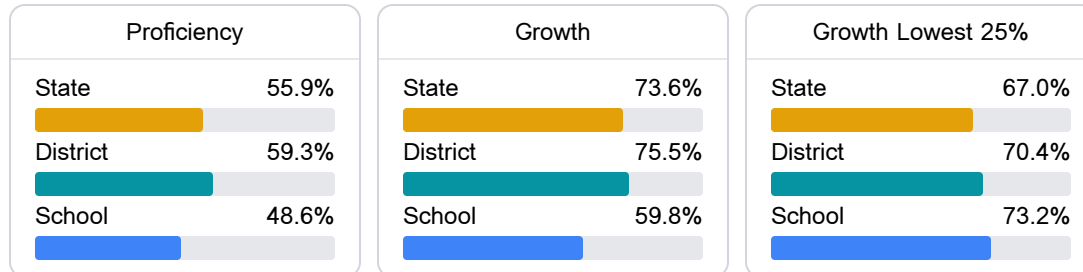 Proficiency
State 55.9%
District 59.3%
School 48.6%
Growth
State 73.6%
District 75.5%
School 59.8%
Growth Lowest 25%
State 67.0%
District 70.4%
School 73.2%